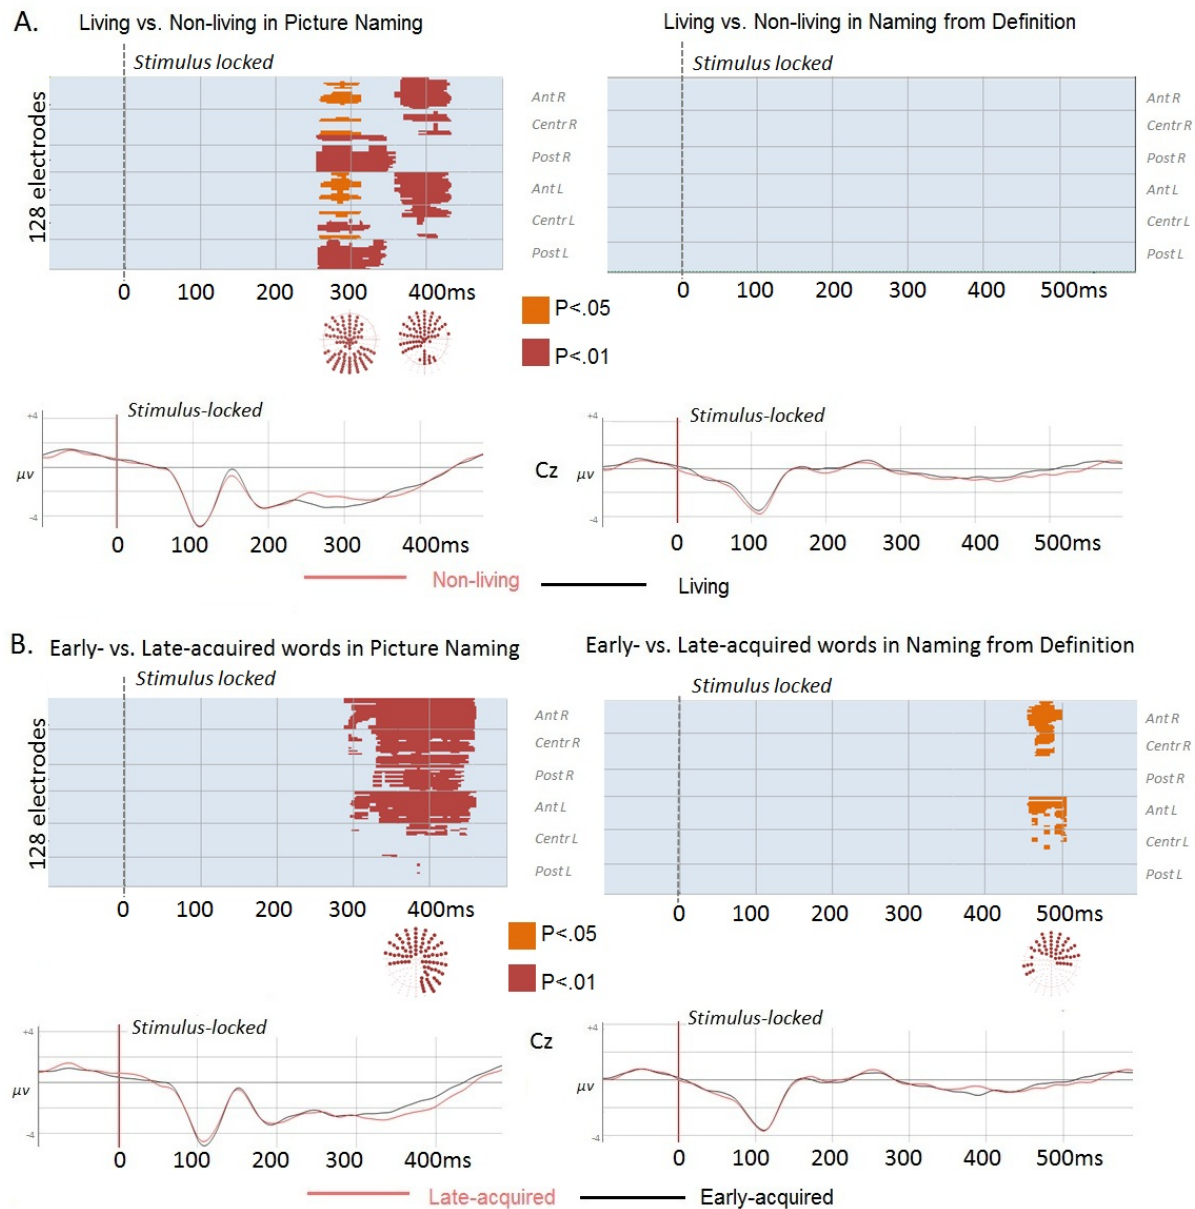 A.
Living vs. Non-living in Picture Naming
Living vs. Non-living in Naming from Definition
Stimulus locked
Stimulus locked
128 electrodes
Ant R
Centr R
Post R
Ant L
Centr L
Post L
Ant R
Centr R
Post R
Ant L
Centr L
Post L
0 100 200 300 400ms
0 100 200 300 400 500ms
P<.05
P<.01
Stimulus-locked
Stimulus-locked
+4
μv
-4
Cz
+4
μv
-4
0 100 200 300 400ms
0 100 200 300 400 500ms
Non-living
Living
B.
Early- vs. Late-acquired words in Picture Naming
Early- vs. Late-acquired words in Naming from Definition
Stimulus locked
Stimulus locked
128 electrodes
Ant R
Centr R
Post R
Ant L
Centr L
Post L
Ant R
Centr R
Post R
Ant L
Centr L
Post L
0 100 200 300 400ms
0 100 200 300 400 500ms
P<.05
P<.01
Stimulus-locked
Stimulus-locked
+4
μv
-4
Cz
+4
μv
-4
0 100 200 300 400ms
0 100 200 300 400 500ms
Late-acquired
Early-acquired